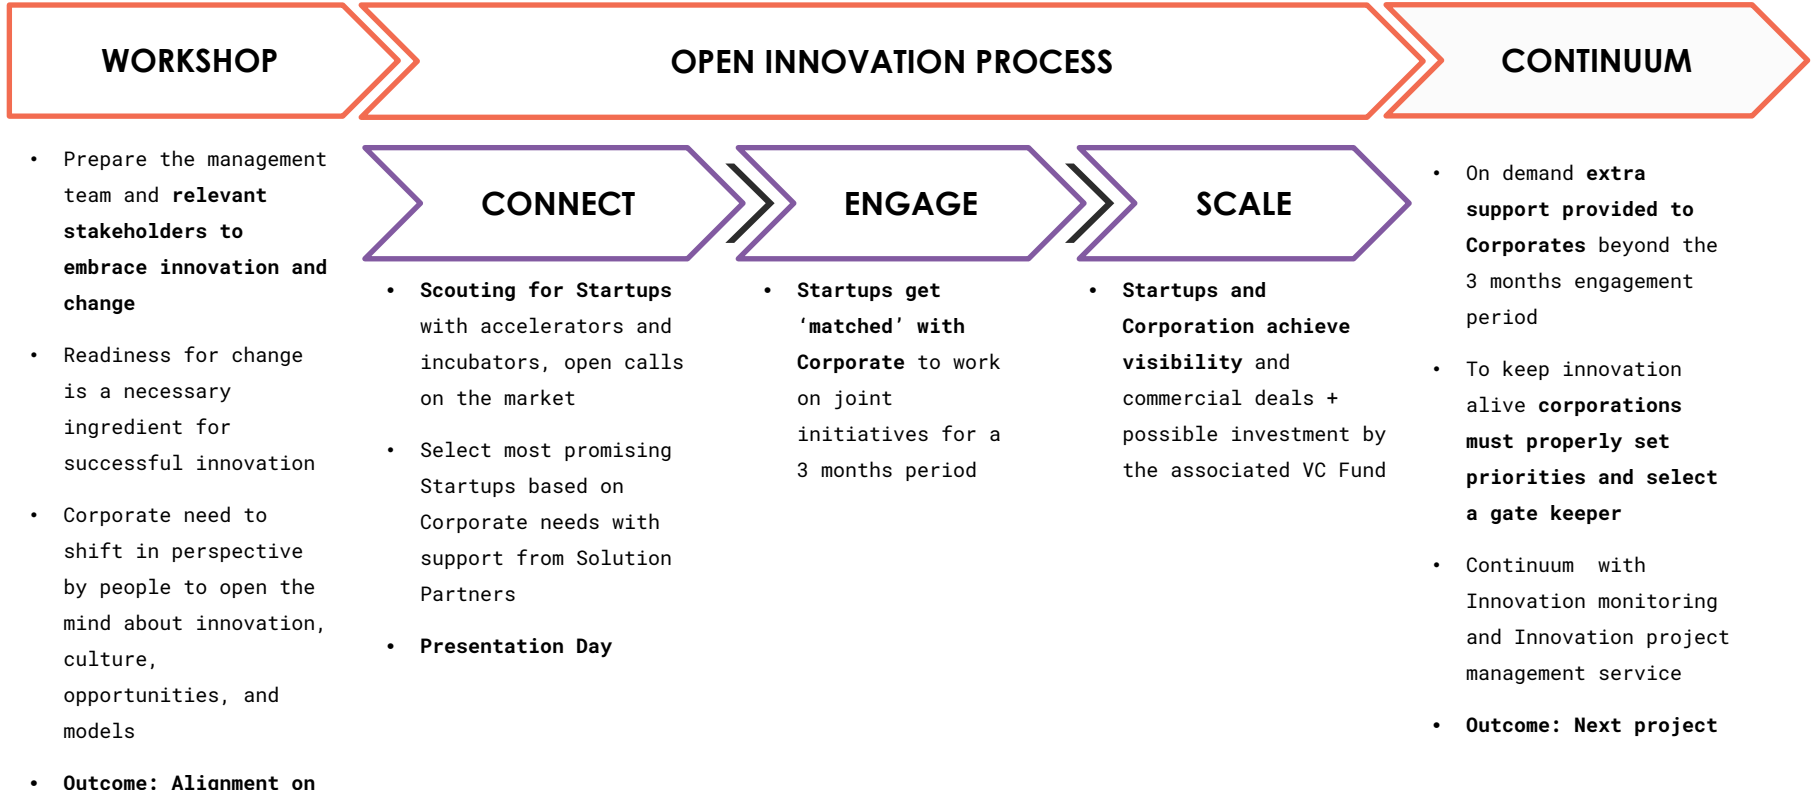 WORKSHOP
OPEN INNOVATION PROCESS
CONTINUUM
• Prepare the management
team and relevant
stakeholders to
embrace innovation and
change
• Readiness for change
is a necessary
ingredient for
successful innovation
• Corporate need to
shift in perspective
by people to open the
mind about innovation,
culture,
opportunities, and
models
• Outcome: Alignment on
CONNECT
• Scouting for Startups
with accelerators and
incubators, open calls
on the market
• Select most promising
Startups based on
Corporate needs with
support from Solution
Partners
• Presentation Day
ENGAGE
• Startups get
‘matched’ with
Corporate to work
on joint
initiatives for a
3 months period
SCALE
• Startups and
Corporation achieve
visibility and
commercial deals +
possible investment by
the associated VC Fund
• On demand extra
support provided to
Corporates beyond the
3 months engagement
period
• To keep innovation
alive corporations
must properly set
priorities and select
a gate keeper
• Continuum  with
Innovation monitoring
and Innovation project
management service
• Outcome: Next project